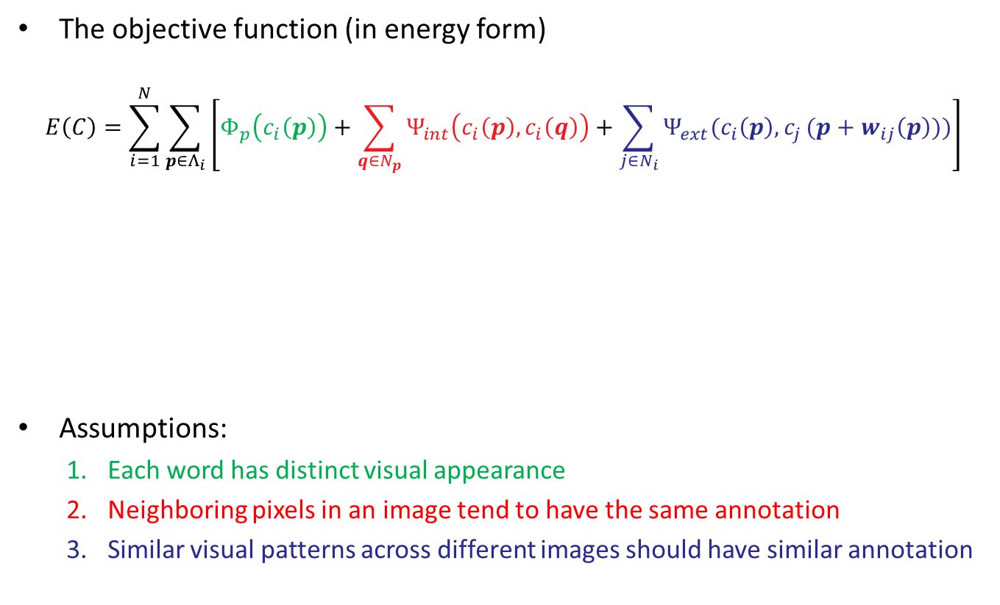 • The objective function (in energy form)
E(C) = ∑_{i=1}^{N} ∑_{p∈Λ_i} [Φ_p(c_i(p)) + ∑_{q∈N_p} Ψ_int(c_i(p), c_i(q)) + ∑_{j∈N_i} Ψ_ext(c_i(p), c_j (p + w_ij(p)))]
• Assumptions:
1. Each word has distinct visual appearance
2. Neighboring pixels in an image tend to have the same annotation
3. Similar visual patterns across different images should have similar annotation